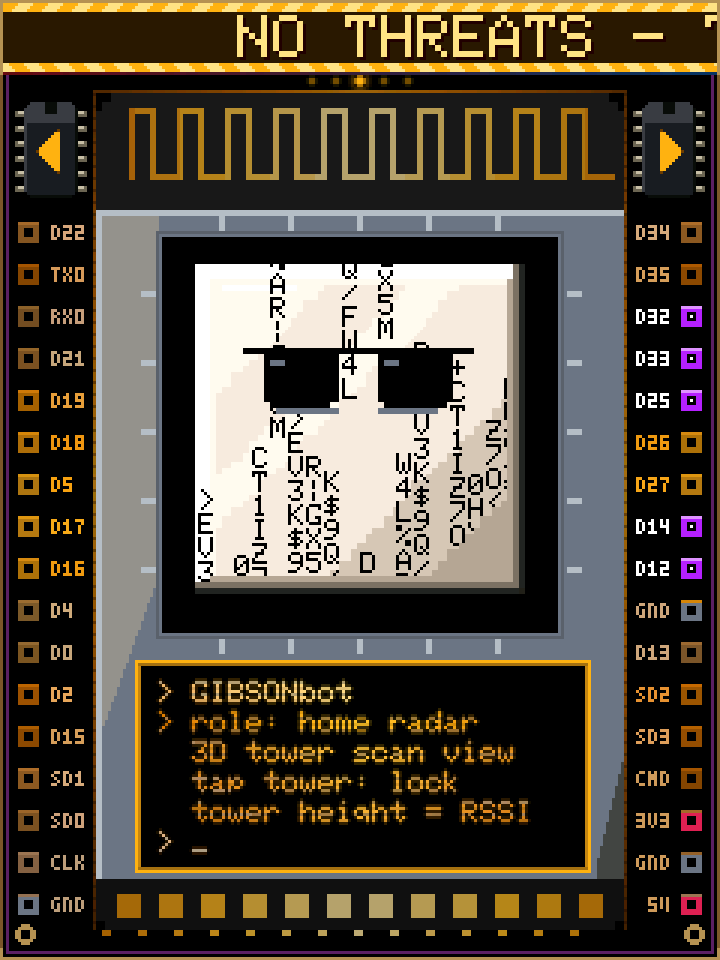 NO THREATS –
D22
TX0
RX0
D21
D19
D18
D5
D17
D16
D4
D0
D2
D15
SD1
SD0
CLK
GND
D34
D35
D32
D33
D25
D26
D27
D14
D12
GND
D13
SD2
SD3
CMD
3V3
GND
5V
> GIBSONbot
> role: home radar
3D tower scan view
tap tower: lock
tower height = RSSI
> _